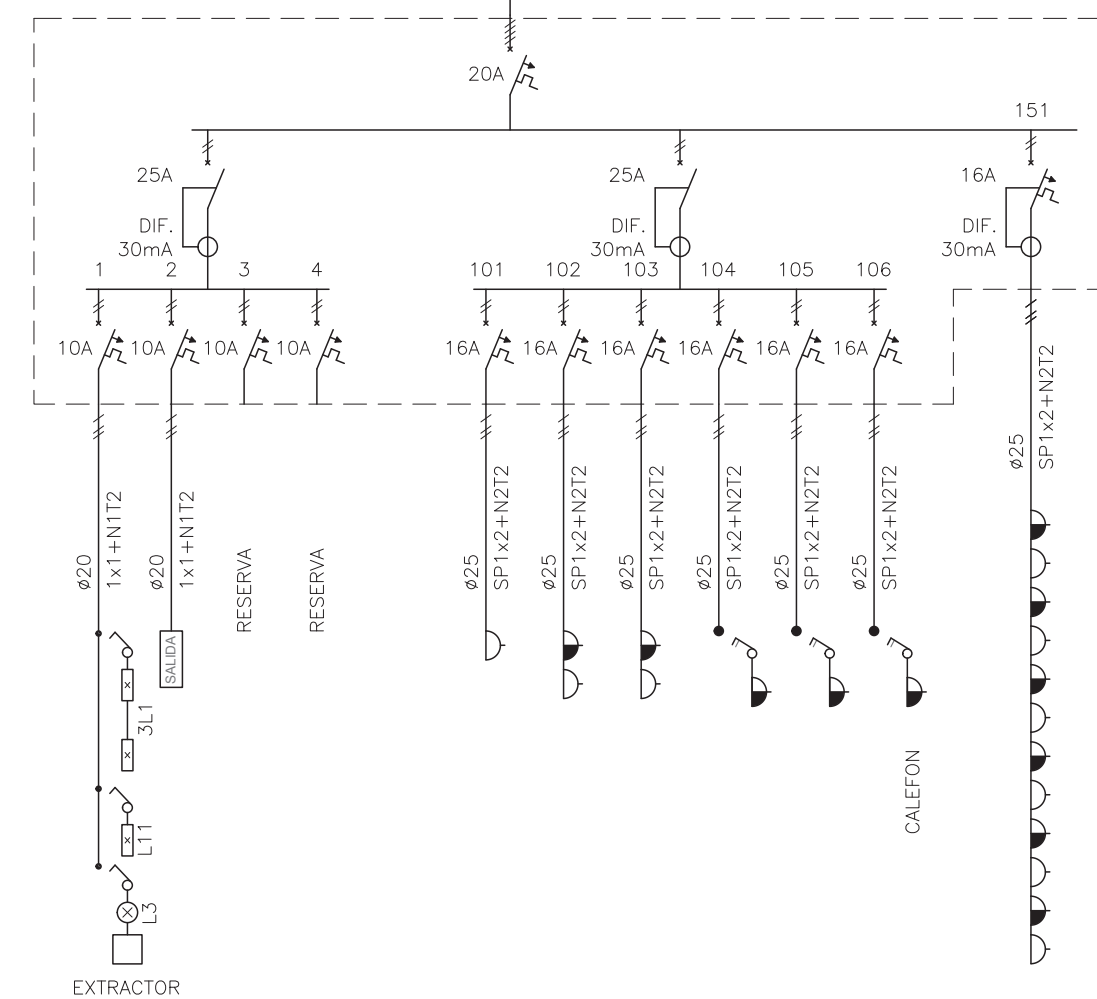 20A
151
25A
25A
16A
DIF.
30mA
DIF.
30mA
DIF.
30mA
1
2
3
4
101
102
103
104
105
106
10A
10A
10A
10A
16A
16A
16A
16A
16A
16A
ø20
1x1+N1T2
ø20
1x1+N1T2
RESERVA
RESERVA
ø25
SP1x2+N2T2
ø25
SP1x2+N2T2
ø25
SP1x2+N2T2
ø25
SP1x2+N2T2
ø25
SP1x2+N2T2
ø25
SP1x2+N2T2
ø25
SP1x2+N2T2
SALIDA
3L1
L11
L3
EXTRACTOR
CALEFON